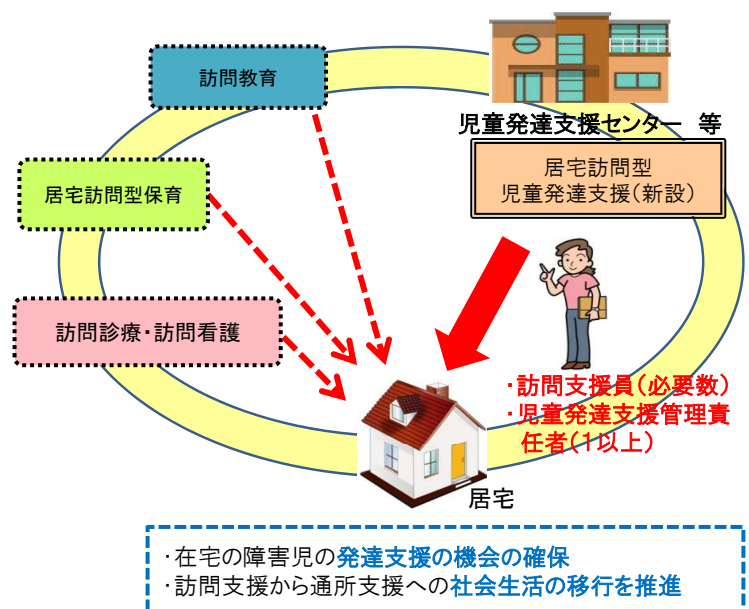 訪問教育
児童発達支援センター 等
居宅訪問型
児童発達支援(新設)
居宅訪問型保育
訪問診療・訪問看護
・訪問支援員(必要数)
・児童発達支援管理責
任者(1以上)
居宅
・在宅の障害児の発達支援の機会の確保
・訪問支援から通所支援への社会生活の移行を推進